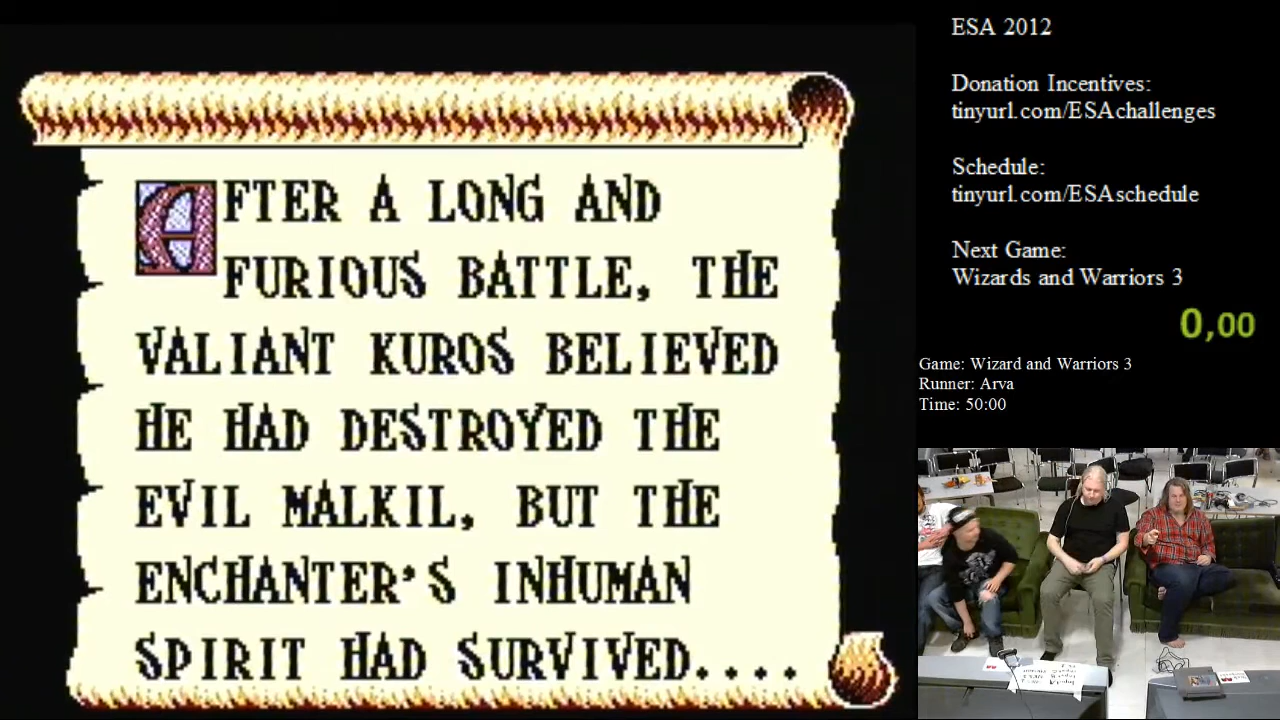 AFTER A LONG AND
FURIOUS BATTLE, THE
VALIANT KUROS BELIEVED
HE HAD DESTROYED THE
EVIL MALKIL, BUT THE
ENCHANTER'S INHUMAN
SPIRIT HAD SURVIVED....
ESA 2012
Donation Incentives:
tinyurl.com/ESAchallenges
Schedule:
tinyurl.com/ESAschedule
Next Game:
Wizards and Warriors 3
0,00
Game: Wizard and Warriors 3
Runner: Arva
Time: 50:00